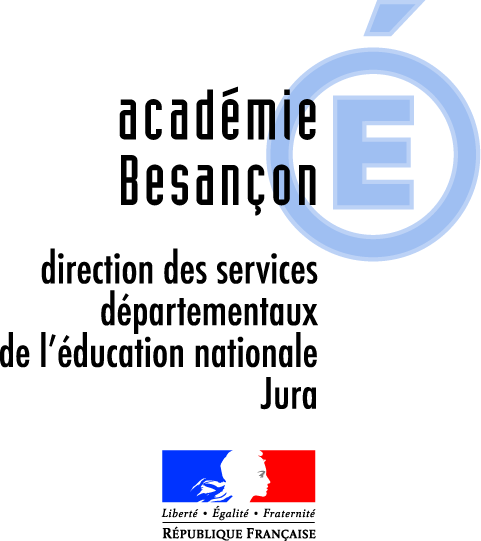 É
académie
Besançon
direction des services
départementaux
de l'éducation nationale
Jura
Liberté • Égalité • Fraternité
RÉPUBLIQUE FRANÇAISE